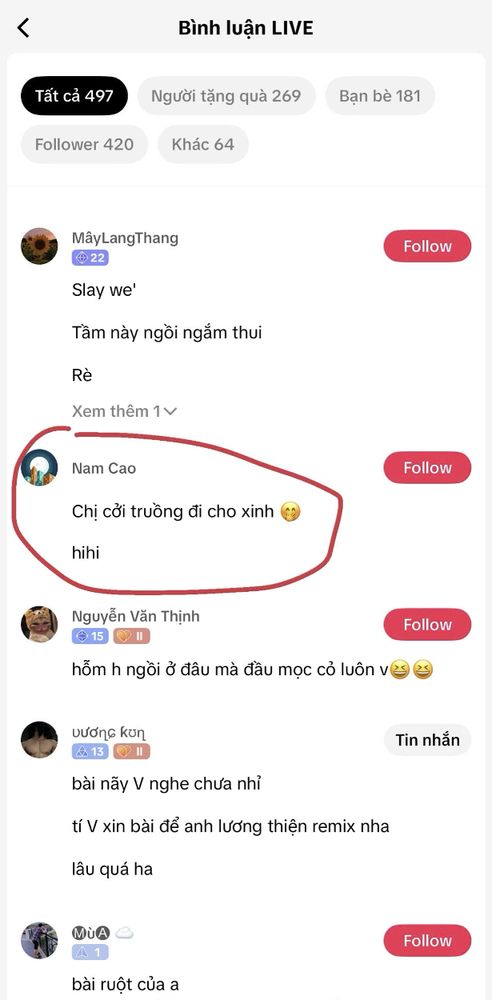 Bình luận LIVE
Tất cả 497
Người tặng quà 269
Bạn bè 181
Follower 420
Khác 64
MâyLangThang
Follow
22
Slay we'
Tầm này ngồi ngắm thui
Rè
Xem thêm 1
Nam Cao
Follow
Chị cởi truồng đi cho xinh 🤭
hihi
Nguyễn Văn Thịnh
Follow
15
II
hỗm h ngồi ở đâu mà đầu mọc cỏ luôn v😆😆
ʋươɳɢ ƙʊɳ
Tin nhắn
13
II
bài nãy V nghe chưa nhỉ
tí V xin bài để anh lương thiện remix nha
lâu quá ha
🅜ù🅐 ☁️
Follow
1
bài ruột của a